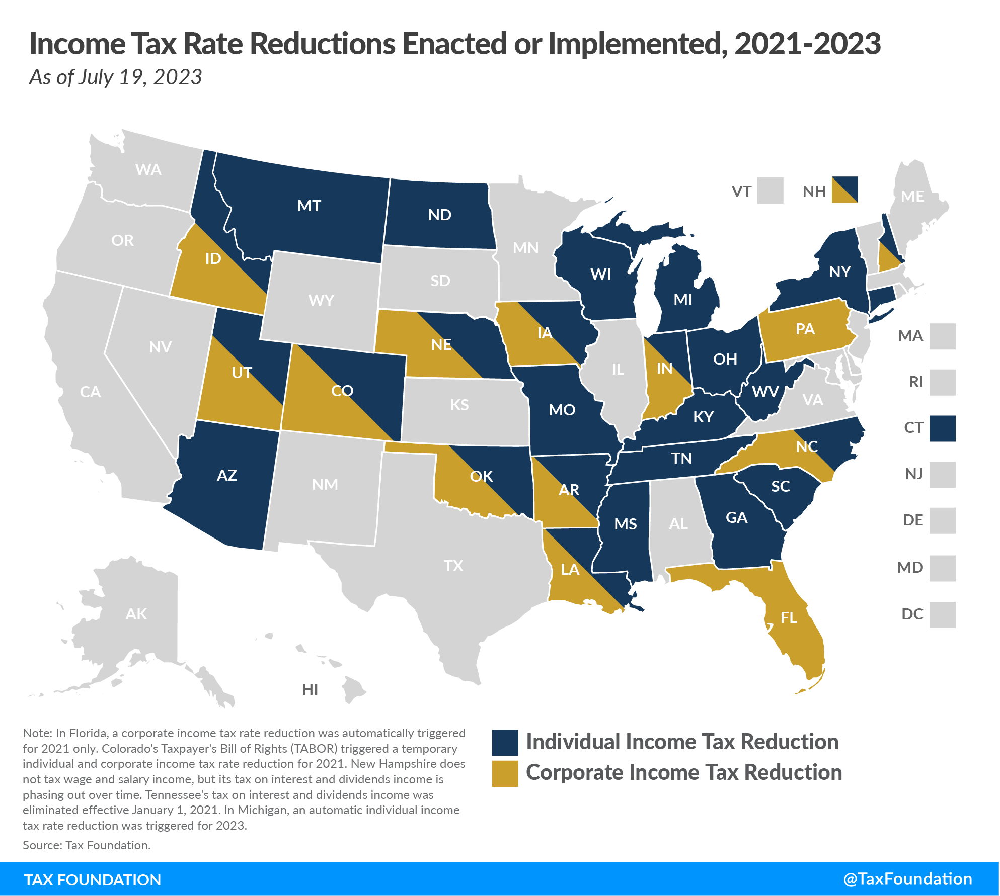 Income Tax Rate Reductions Enacted or Implemented, 2021-2023
As of July 19, 2023
WA
MT
ND
VT
NH
ME
OR
ID
MN
WI
NY
SD
WY
MI
PA
IA
NE
MA
NV
UT
CO
IL
IN
OH
CA
KS
MO
WV
VA
KY
RI
CT
NC
TN
AZ
NM
OK
AR
SC
NJ
MS
AL
GA
DE
TX
LA
MD
AK
FL
DC
HI
Note: In Florida, a corporate income tax rate reduction was automatically triggered
for 2021 only. Colorado's Taxpayer's Bill of Rights (TABOR) triggered a temporary
individual and corporate income tax rate reduction for 2021. New Hampshire does
not tax wage and salary income, but its tax on interest and dividends income is
phasing out over time. Tennessee's tax on interest and dividends income was
eliminated effective January 1, 2021. In Michigan, an automatic individual income
tax rate reduction was triggered for 2023.
Source: Tax Foundation.
Individual Income Tax Reduction
Corporate Income Tax Reduction
TAX FOUNDATION
@TaxFoundation